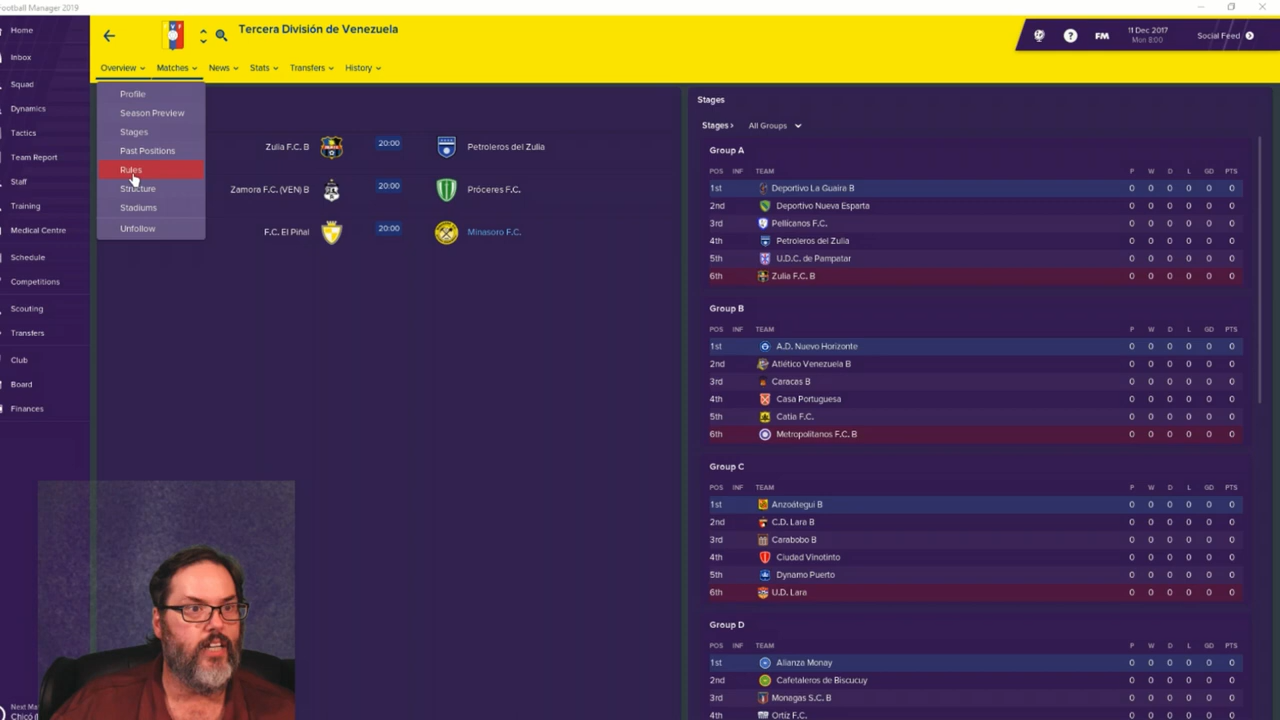 Football Manager 2019
Home
Inbox
Squad
Dynamics
Tactics
Team Report
Staff
Training
Medical Centre
Schedule
Competitions
Scouting
Transfers
Club
Board
Finances
Next Ma
Chicó (
Tercera División de Venezuela
FM
11 Dec 2017
Mon 8:00
Social Feed
Overview Matches News Stats Transfers History
Profile
Season Preview
Stages
Past Positions
Rules
Structure
Stadiums
Unfollow
Zulia F.C. B 20:00 Petroleros del Zulia
Zamora F.C. (VEN) B 20:00 Próceres F.C.
F.C. El Piñal 20:00 Minasoro F.C.
Stages
Stages > All Groups
Group A
POS INF TEAM P W D L GD PTS
1st Deportivo La Guaira B 0 0 0 0 0 0
2nd Deportivo Nueva Esparta 0 0 0 0 0 0
3rd Pellicanos F.C. 0 0 0 0 0 0
4th Petroleros del Zulia 0 0 0 0 0 0
5th U.D.C. de Pampatar 0 0 0 0 0 0
6th Zulia F.C. B 0 0 0 0 0 0
Group B
POS INF TEAM P W D L GD PTS
1st A.D. Nuevo Horizonte 0 0 0 0 0 0
2nd Atlético Venezuela B 0 0 0 0 0 0
3rd Caracas B 0 0 0 0 0 0
4th Casa Portuguesa 0 0 0 0 0 0
5th Catia F.C. 0 0 0 0 0 0
6th Metropolitanos F.C. B 0 0 0 0 0 0
Group C
POS INF TEAM P W D L GD PTS
1st Anzoátegui B 0 0 0 0 0 0
2nd C.D. Lara B 0 0 0 0 0 0
3rd Carabobo B 0 0 0 0 0 0
4th Ciudad Vinotinto 0 0 0 0 0 0
5th Dynamo Puerto 0 0 0 0 0 0
6th U.D. Lara 0 0 0 0 0 0
Group D
POS INF TEAM P W D L GD PTS
1st Alianza Monay 0 0 0 0 0 0
2nd Cafetaleros de Biscucuy 0 0 0 0 0 0
3rd Monagas S.C. B 0 0 0 0 0 0
4th Ortiz F.C. 0 0 0 0 0 0